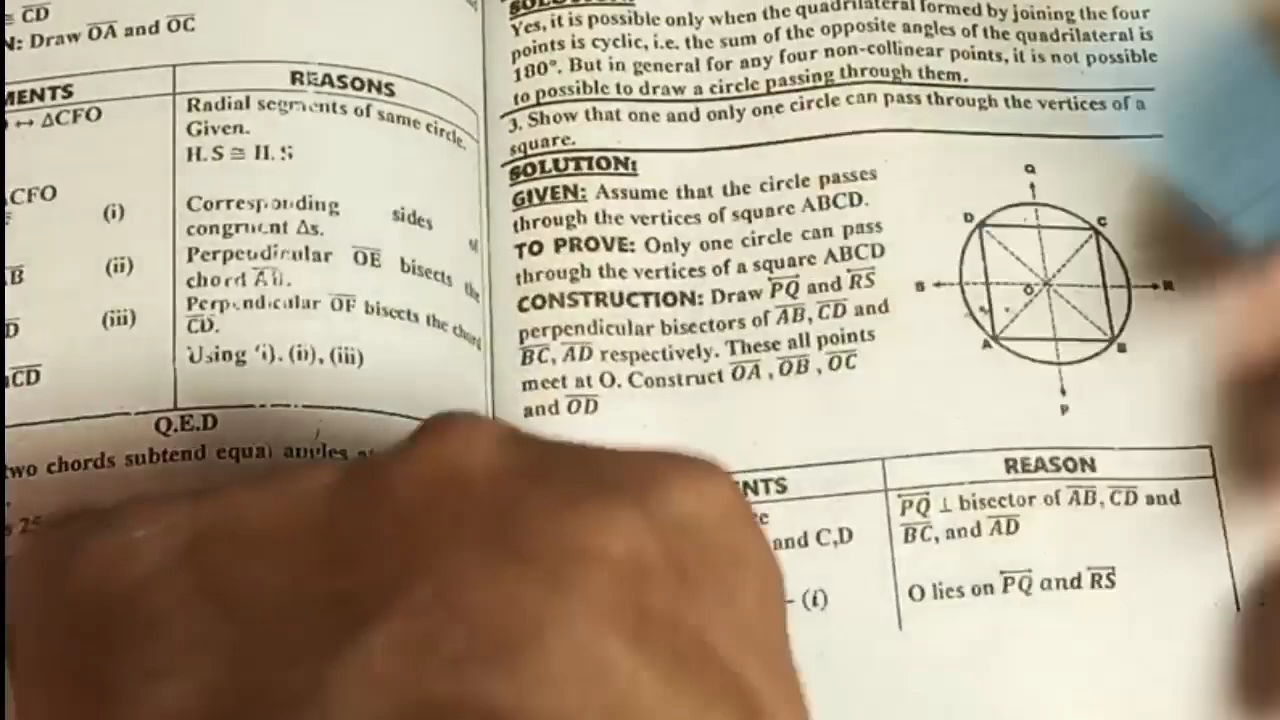 ≅ CD
N: Draw OA and OC
MENTS
REASONS
↔ ΔCFO
Radial segments of same circle.
Given.
H.S ≅ H.S
CFO
(i)
Corresponding sides of
congruent Δs.
B
(ii)
Perpendicular OE bisects the
chord AB.
D
(iii)
Perpendicular OF bisects the chord
CD.
CD
Using (i), (ii), (iii)
Q.E.D
two chords subtend equal angles
SOLUTION:
Yes, it is possible only when the quadrilateral formed by joining the four
points is cyclic, i.e. the sum of the opposite angles of the quadrilateral is
180°. But in general for any four non-collinear points, it is not possible
to possible to draw a circle passing through them.
3. Show that one and only one circle can pass through the vertices of a
square.
SOLUTION:
GIVEN: Assume that the circle passes
through the vertices of square ABCD.
TO PROVE: Only one circle can pass
through the vertices of a square ABCD
CONSTRUCTION: Draw PQ and RS
perpendicular bisectors of AB, CD and
BC, AD respectively. These all points
meet at O. Construct OA , OB , OC
and OD
Q
D
C
S
O
R
A
B
P
NTS
REASON
and C,D
PQ ⊥ bisector of AB, CD and
BC, and AD
- (i)
O lies on PQ and RS